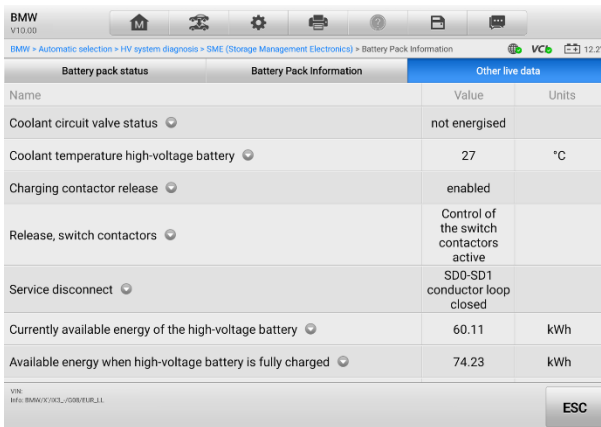 BMW
V10.00
M
?
BMW > Automatic selection > HV system diagnosis > SME (Storage Management Electronics) > Battery Pack Information
VCb
12.2
Battery pack status Battery Pack Information Other live data
Name Value Units
Coolant circuit valve status not energised
Coolant temperature high-voltage battery 27 °C
Charging contactor release enabled
Release, switch contactors Control of
the switch
contactors
active
Service disconnect SD0-SD1
conductor loop
closed
Currently available energy of the high-voltage battery 60.11 kWh
Available energy when high-voltage battery is fully charged 74.23 kWh
VIN:
ESC